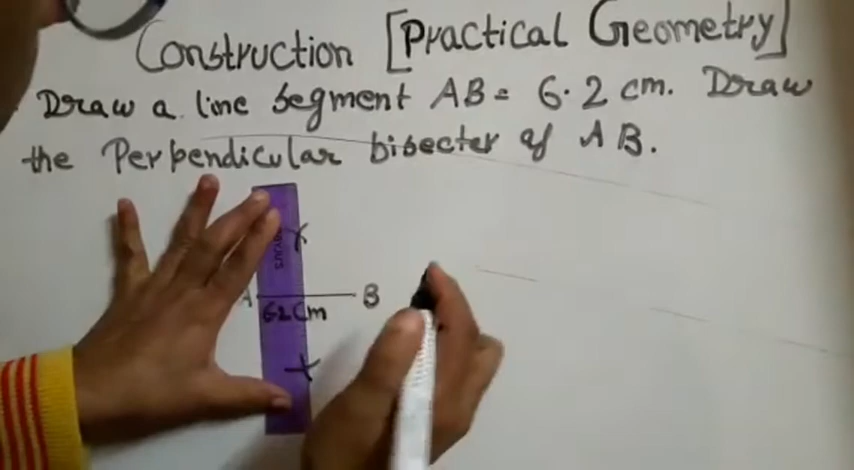 Construction [Practical Geometry]
Draw a line segment AB = 6.2 cm. Draw
the Perpendicular bisecter of AB.
A B
6.2 Cm